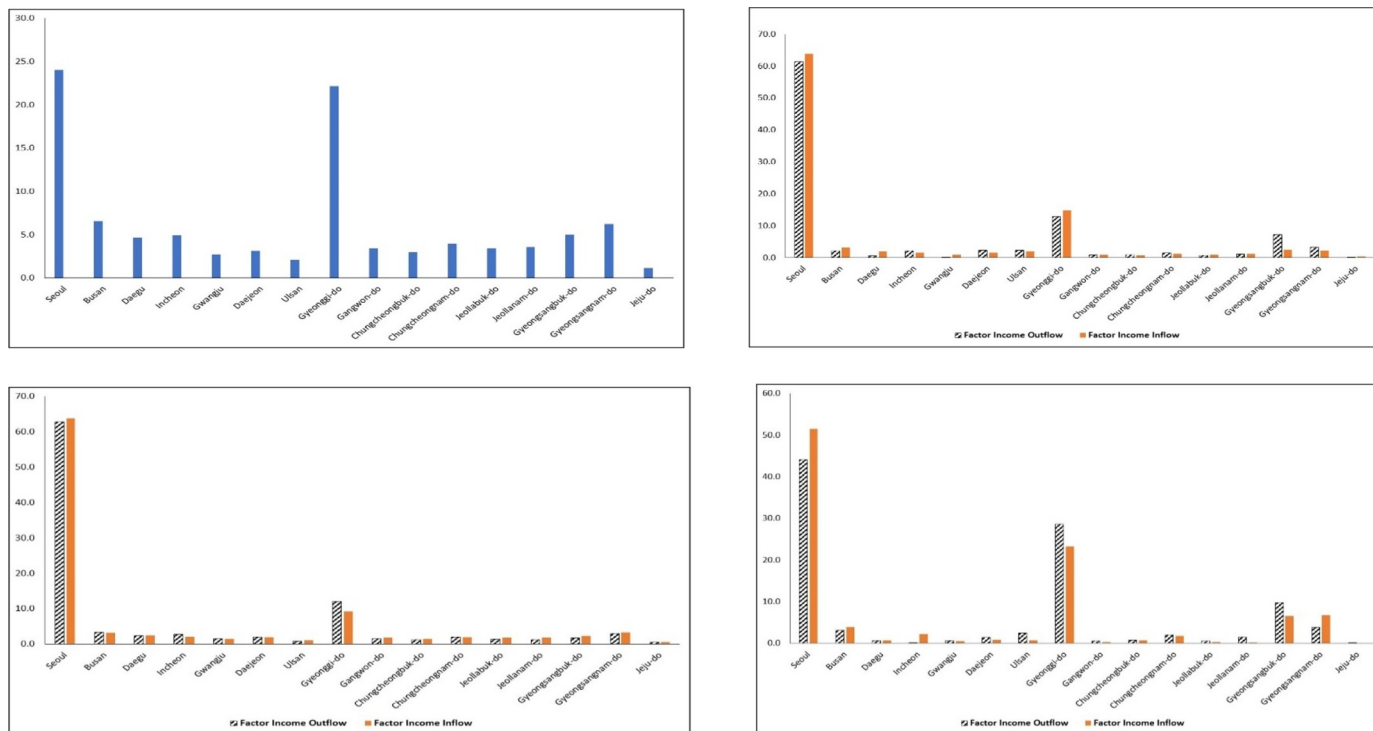 30.0
25.0
20.0
15.0
10.0
5.0
0.0
Seoul
Busan
Daegu
Incheon
Gwangju
Daejeon
Ulsan
Gyeonggi-do
Gangwon-do
Chungcheongbuk-do
Chungcheongnam-do
Jeollabuk-do
Jeollanam-do
Gyeongsangbuk-do
Gyeongsangnam-do
Jeju-do
70.0
60.0
50.0
40.0
30.0
20.0
10.0
0.0
Seoul
Busan
Daegu
Incheon
Gwangju
Daejeon
Ulsan
Gyeonggi-do
Gangwon-do
Chungcheongbuk-do
Chungcheongnam-do
Jeollabuk-do
Jeollanam-do
Gyeongsangbuk-do
Gyeongsangnam-do
Jeju-do
Factor Income Outflow Factor Income Inflow
70.0
60.0
50.0
40.0
30.0
20.0
10.0
0.0
Seoul
Busan
Daegu
Incheon
Gwangju
Daejeon
Ulsan
Gyeonggi-do
Gangwon-do
Chungcheongbuk-do
Chungcheongnam-do
Jeollabuk-do
Jeollanam-do
Gyeongsangbuk-do
Gyeongsangnam-do
Jeju-do
Factor Income Outflow Factor Income Inflow
60.0
50.0
40.0
30.0
20.0
10.0
0.0
Seoul
Busan
Daegu
Incheon
Gwangju
Daejeon
Ulsan
Gyeonggi-do
Gangwon-do
Chungcheongbuk-do
Chungcheongnam-do
Jeollabuk-do
Jeollanam-do
Gyeongsangbuk-do
Gyeongsangnam-do
Jeju-do
Factor Income Outflow Factor Income Inflow